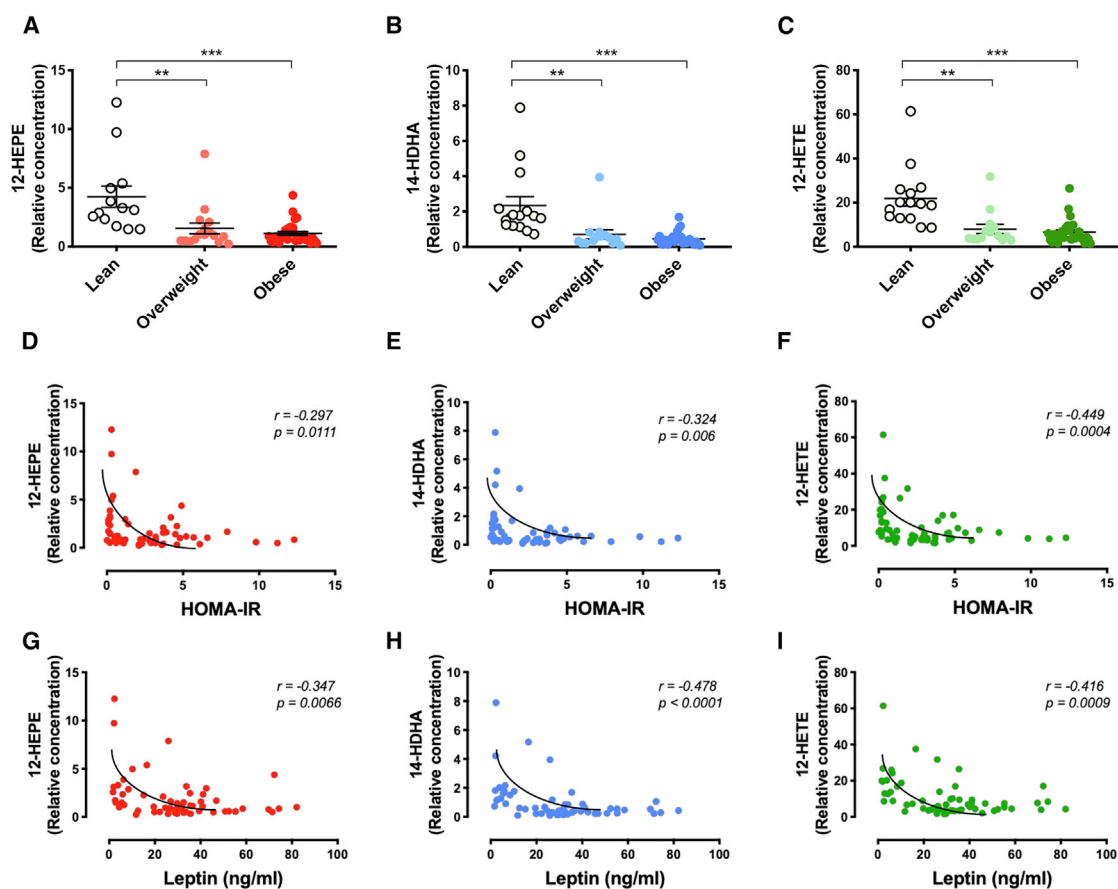 A
***
**
15
10
5
0
12-HEPE
(Relative concentration)
Lean
Overweight
Obese
B
***
**
10
8
6
4
2
0
14-HDHA
(Relative concentration)
Lean
Overweight
Obese
C
***
**
80
60
40
20
0
12-HETE
(Relative concentration)
Lean
Overweight
Obese
D
r = -0.297
p = 0.0111
15
10
5
0
12-HEPE
(Relative concentration)
0 5 10 15
HOMA-IR
E
r = -0.324
p = 0.006
10
8
6
4
2
0
14-HDHA
(Relative concentration)
0 5 10 15
HOMA-IR
F
r = -0.449
p = 0.0004
80
60
40
20
0
12-HETE
(Relative concentration)
0 5 10 15
HOMA-IR
G
r = -0.347
p = 0.0066
15
10
5
0
12-HEPE
(Relative concentration)
0 20 40 60 80 100
Leptin (ng/ml)
H
r = -0.478
p < 0.0001
10
8
6
4
2
0
14-HDHA
(Relative concentration)
0 20 40 60 80 100
Leptin (ng/ml)
I
r = -0.416
p = 0.0009
80
60
40
20
0
12-HETE
(Relative concentration)
0 20 40 60 80 100
Leptin (ng/ml)